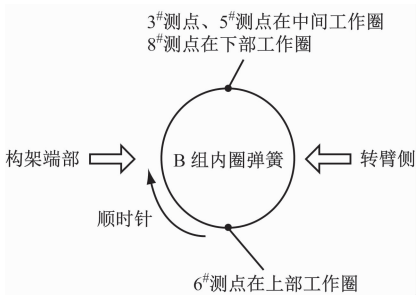 3#测点、5#测点在中间工作圈
8#测点在下部工作圈
构架端部
B 组内圈弹簧
转臂侧
顺时针
6#测点在上部工作圈